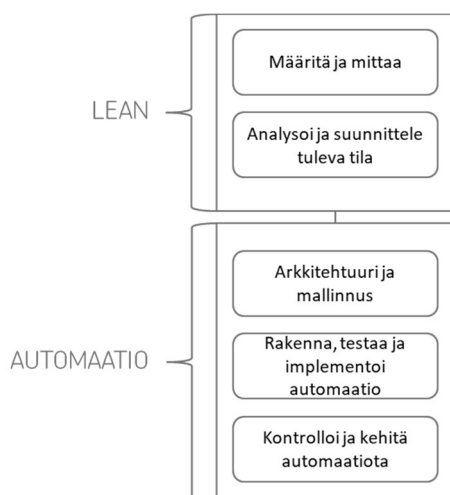 LEAN
Määritä ja mittaa
Analysoi ja suunnittele
tuleva tila
AUTOMAATIO
Arkkitehtuuri ja
mallinnus
Rakenna, testaa ja
implementoi
automaatio
Kontrolloi ja kehitä
automaatiota